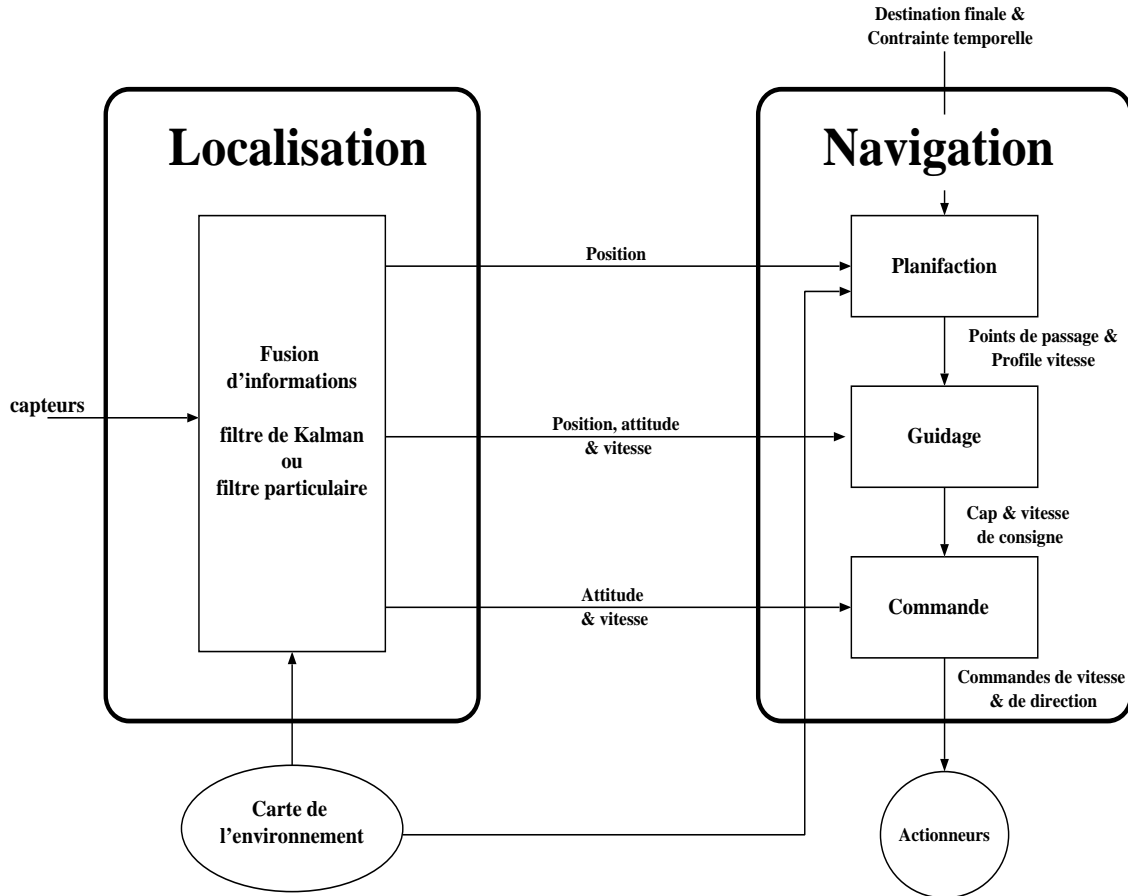 Destination finale &
Contrainte temporelle
Localisation
Navigation
Position
Planifaction
Points de passage &
Profile vitesse
Fusion
d'informations
capteurs
filtre de Kalman
ou
filtre particulaire
Position, attitude
& vitesse
Guidage
Cap & vitesse
de consigne
Attitude
& vitesse
Commande
Commandes de vitesse
& de direction
Carte de
l'environnement
Actionneurs